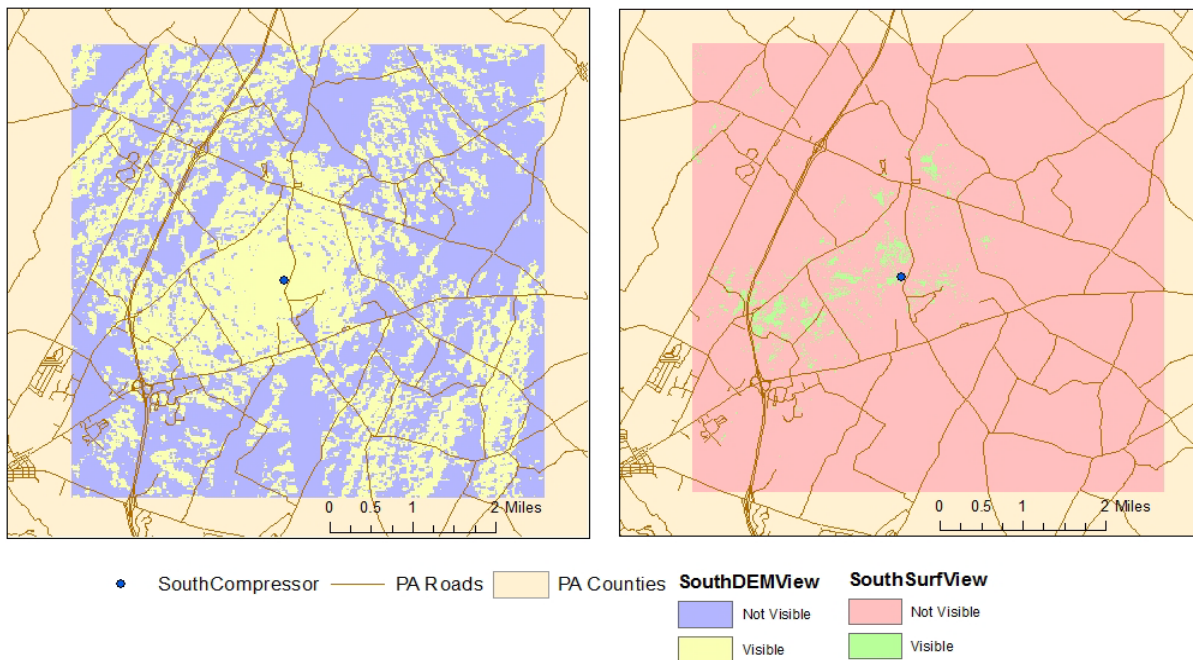 0 0.5 1 2 Miles
0 0.5 1 2 Miles
SouthCompressor PA Roads PA Counties
SouthDEMView
Not Visible
Visible
SouthSurfView
Not Visible
Visible